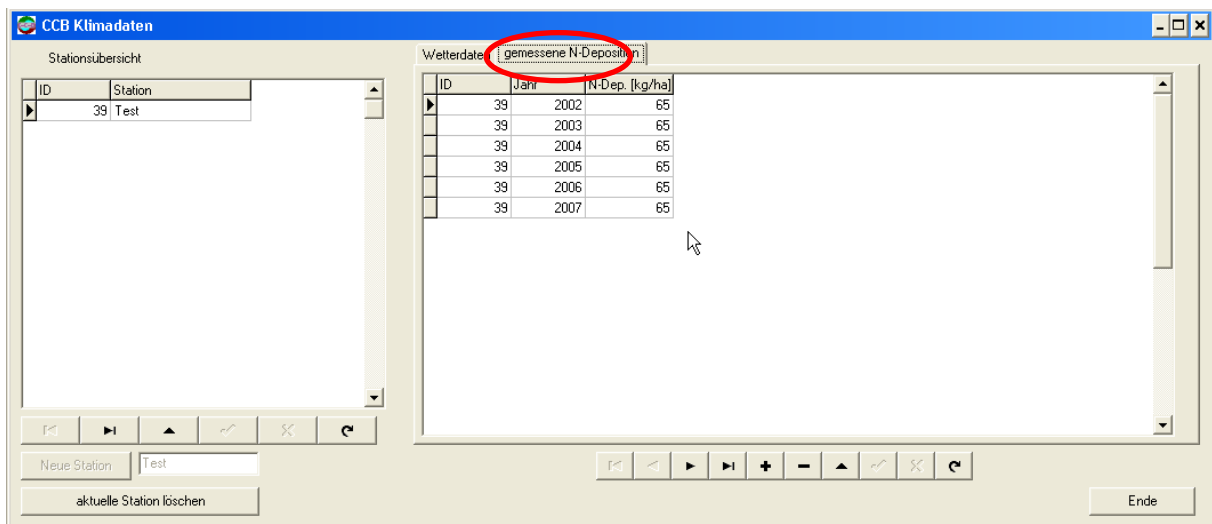 CCB Klimadaten
Stationsübersicht
ID Station
39 Test
Neue Station Test
aktuelle Station löschen
Wetterdaten gemessene N-Deposition
ID Jahr N-Dep. [kg/ha]
39 2002 65
39 2003 65
39 2004 65
39 2005 65
39 2006 65
39 2007 65
Ende